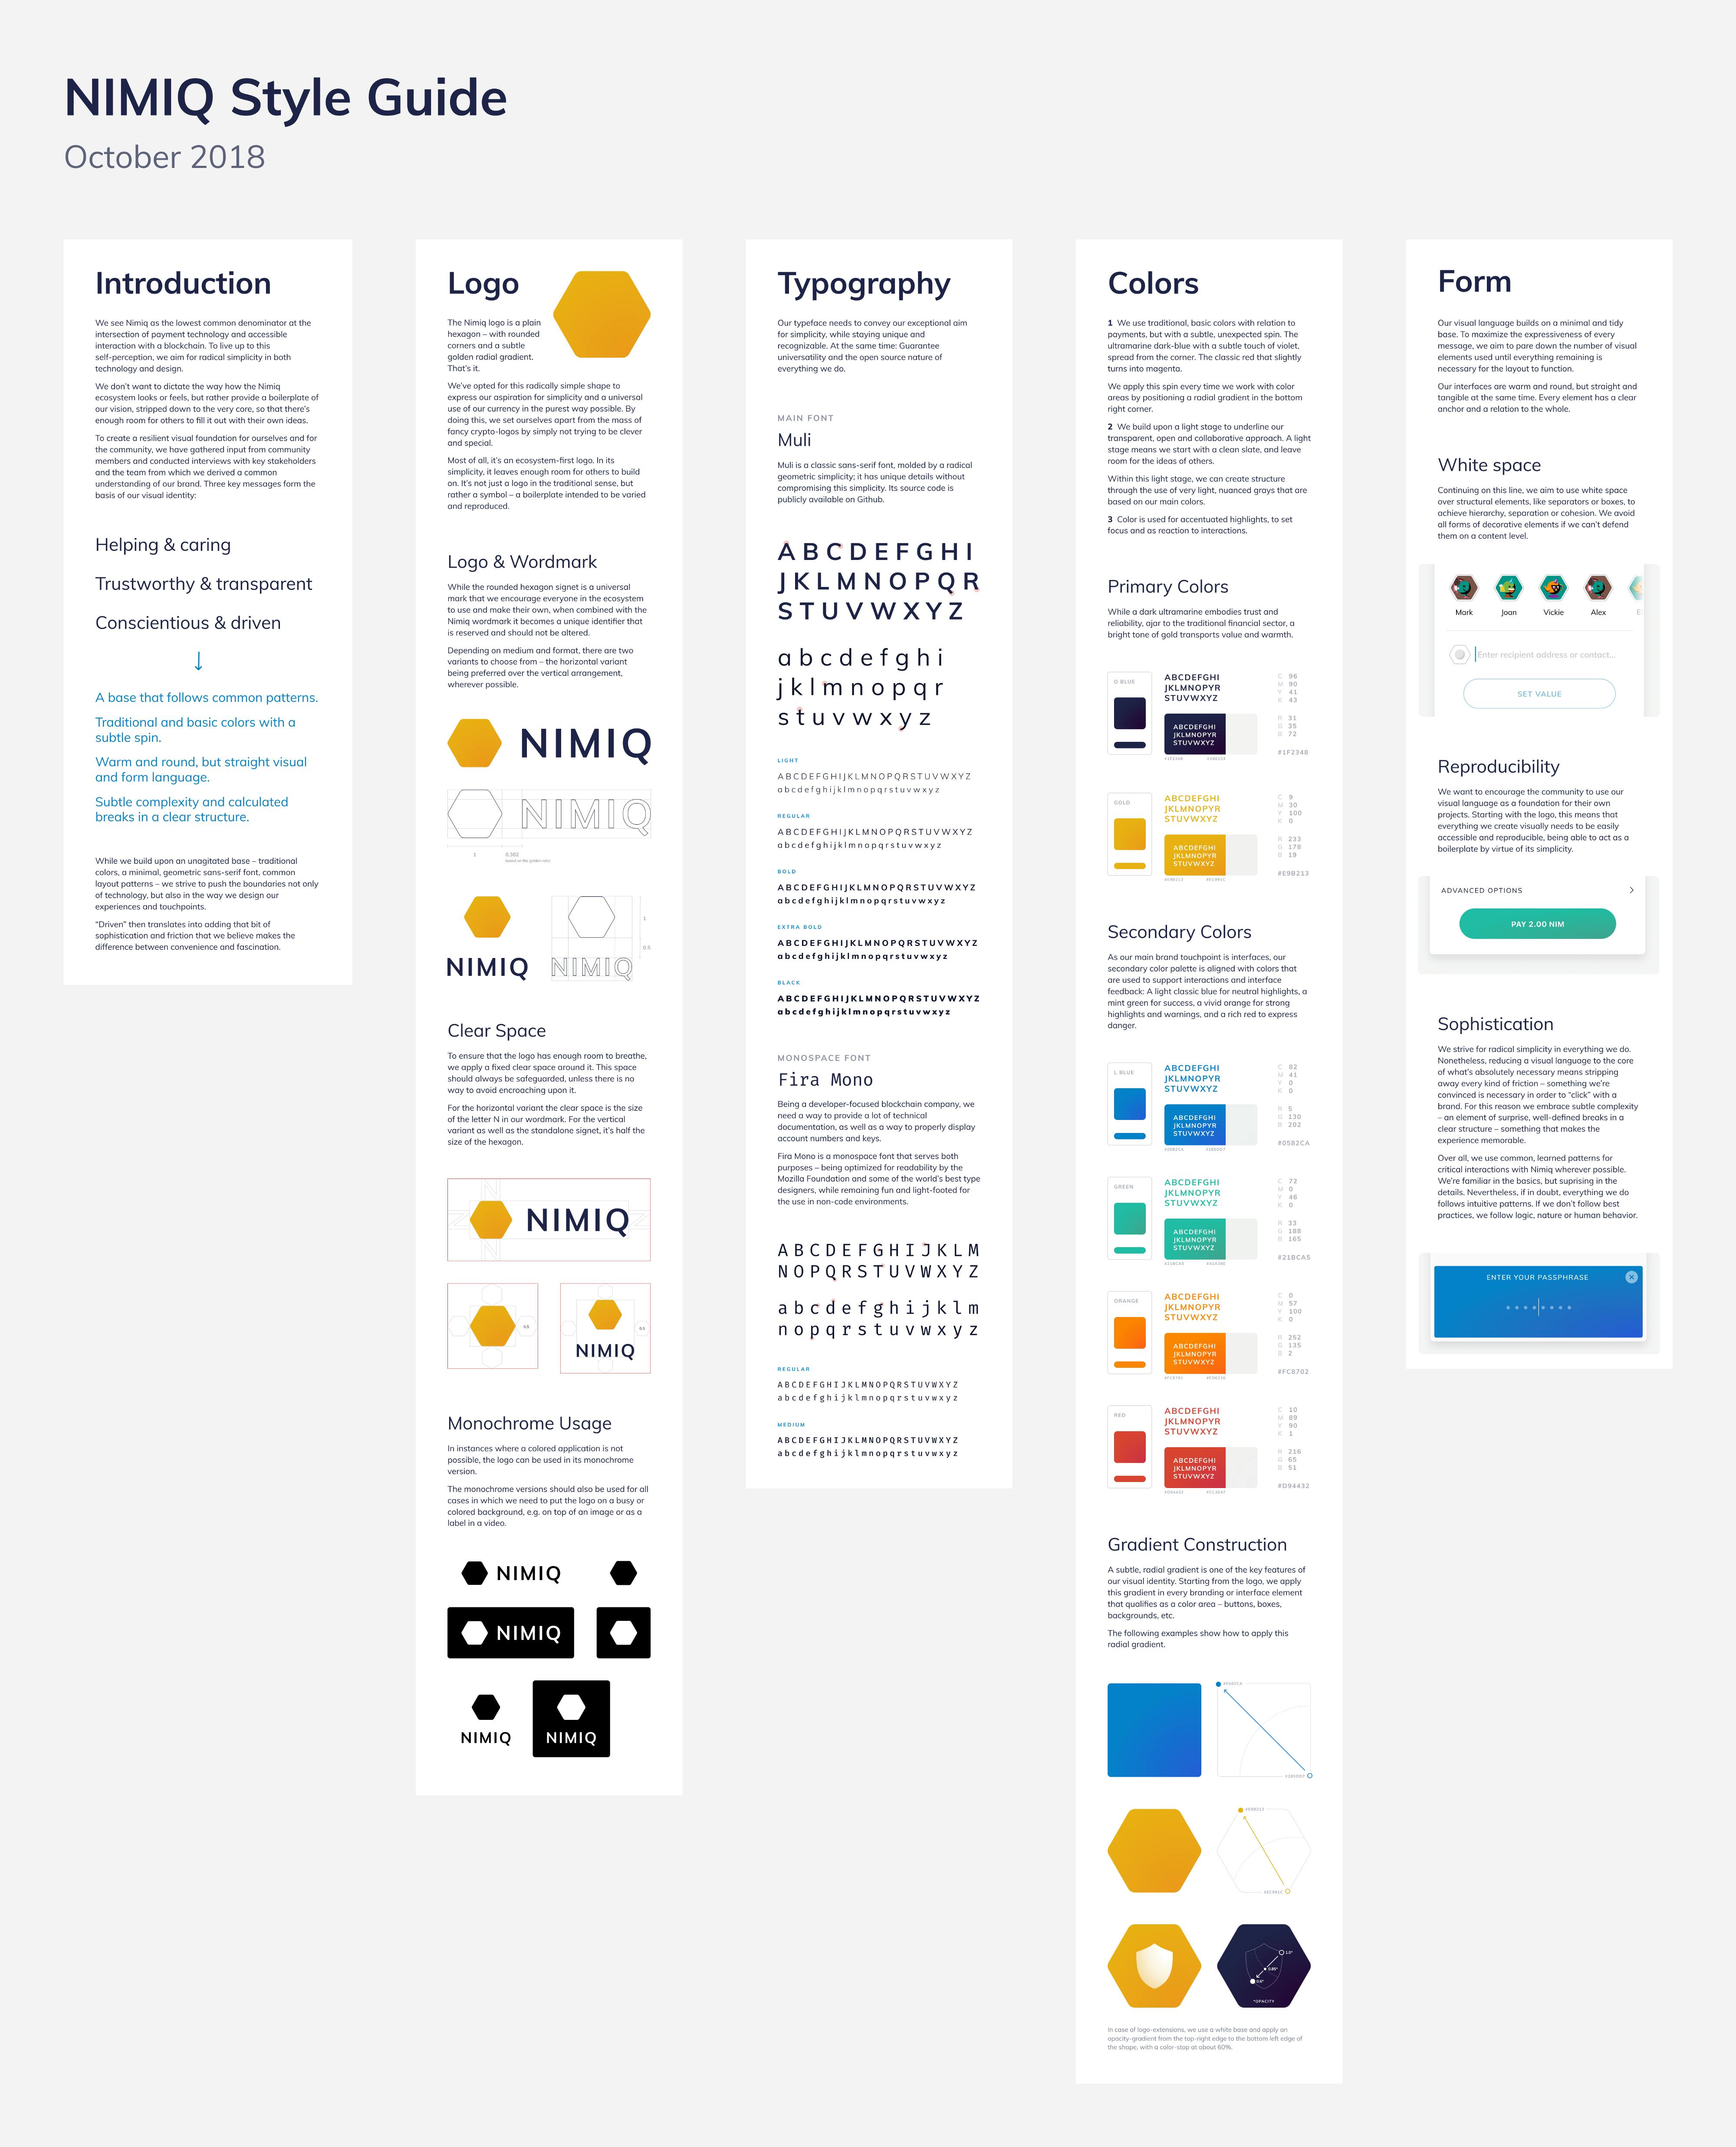 NIMIQ Style Guide
October 2018
Introduction
We see Nimiq as the lowest common denominator at the
intersection of payment technology and accessible
interaction with a blockchain. To live up to this
self-perception, we aim for radical simplicity in both
technology and design.
We don't want to dictate the way how the Nimiq
ecosystem looks or feels, but rather provide a boilerplate of
our vision, stripped down to the very core, so that there's
enough room for others to fill it out with their own ideas.
To create a resilient visual foundation for ourselves and for
the community, we have gathered input from community
members and conducted interviews with key stakeholders
and the team from which we derived a common
understanding of our brand. Three key messages form the
basis of our visual identity:
Helping & caring
Trustworthy & transparent
Conscientious & driven
↓
A base that follows common patterns.
Traditional and basic colors with a
subtle spin.
Warm and round, but straight visual
and form language.
Subtle complexity and calculated
breaks in a clear structure.
While we build upon an unagitated base – traditional
colors, a minimal, geometric sans-serif font, common
layout patterns – we strive to push the boundaries not only
of technology, but also in the way we design our
experiences and touchpoints.
“Driven” then translates into adding that bit of
sophistication and friction that we believe makes the
difference between convenience and fascination.
Logo
The Nimiq logo is a plain
hexagon – with rounded
corners and a subtle
golden radial gradient.
That's it.
We've opted for this radically simple shape to
express our aspiration for simplicity and a universal
use of our currency in the purest way possible. By
doing this, we set ourselves apart from the mass of
fancy crypto-logos by simply not trying to be clever
and special.
Most of all, it's an ecosystem-first logo. In its
simplicity, it leaves enough room for others to build
on. It's not just a logo in the traditional sense, but
rather a symbol – a boilerplate intended to be varied
and reproduced.
Logo & Wordmark
While the rounded hexagon signet is a universal
mark that we encourage everyone in the ecosystem
to use and make their own, when combined with the
Nimiq wordmark it becomes a unique identifier that
is reserved and should not be altered.
Depending on medium and format, there are two
variants to choose from – the horizontal variant
being preferred over the vertical arrangement,
wherever possible.
NIMIQ
NIMIQ
1
0.382
based on the golden ratio
NIMIQ
NIMIQ
1
0.5
Clear Space
To ensure that the logo has enough room to breathe,
we apply a fixed clear space around it. This space
should always be safeguarded, unless there is no
way to avoid encroaching upon it.
For the horizontal variant the clear space is the size
of the letter N in our wordmark. For the vertical
variant as well as the standalone signet, it's half the
size of the hexagon.
N
N
NIMIQ
N
N
0.5
0.5
NIMIQ
Monochrome Usage
In instances where a colored application is not
possible, the logo can be used in its monochrome
version.
The monochrome versions should also be used for all
cases in which we need to put the logo on a busy or
colored background, e.g. on top of an image or as a
label in a video.
NIMIQ
NIMIQ
NIMIQ
NIMIQ
Typography
Our typeface needs to convey our exceptional aim
for simplicity, while staying unique and
recognizable. At the same time: Guarantee
universatility and the open source nature of
everything we do.
MAIN FONT
Muli
Muli is a classic sans-serif font, molded by a radical
geometric simplicity; it has unique details without
compromising this simplicity. Its source code is
publicly available on Github.
A B C D E F G H I
J K L M N O P Q R
S T U V W X Y Z
a b c d e f g h i
j k l m n o p q r
s t u v w x y z
LIGHT
ABCDEFGHIJKLMNOPQRSTUVWXYZ
abcdefghijklmnopqrstuvwxyz
REGULAR
ABCDEFGHIJKLMNOPQRSTUVWXYZ
abcdefghijklmnopqrstuvwxyz
BOLD
ABCDEFGHIJKLMNOPQRSTUVWXYZ
abcdefghijklmnopqrstuvwxyz
EXTRA BOLD
ABCDEFGHIJKLMNOPQRSTUVWXYZ
abcdefghijklmnopqrstuvwxyz
BLACK
ABCDEFGHIJKLMNOPQRSTUVWXYZ
abcdefghijklmnopqrstuvwxyz
MONOSPACE FONT
Fira Mono
Being a developer-focused blockchain company, we
need a way to provide a lot of technical
documentation, as well as a way to properly display
account numbers and keys.
Fira Mono is a monospace font that serves both
purposes – being optimized for readability by the
Mozilla Foundation and some of the world's best type
designers, while remaining fun and light-footed for
the use in non-code environments.
A B C D E F G H I J K L M
N O P Q R S T U V W X Y Z
a b c d e f g h i j k l m
n o p q r s t u v w x y z
REGULAR
ABCDEFGHIJKLMNOPQRSTUVWXYZ
abcdefghijklmnopqrstuvwxyz
MEDIUM
ABCDEFGHIJKLMNOPQRSTUVWXYZ
abcdefghijklmnopqrstuvwxyz
Colors
1 We use traditional, basic colors with relation to
payments, but with a subtle, unexpected spin. The
ultramarine dark-blue with a subtle touch of violet,
spread from the corner. The classic red that slightly
turns into magenta.
We apply this spin every time we work with color
areas by positioning a radial gradient in the bottom
right corner.
2 We build upon a light stage to underline our
transparent, open and collaborative approach. A light
stage means we start with a clean slate, and leave
room for the ideas of others.
Within this light stage, we can create structure
through the use of very light, nuanced grays that are
based on our main colors.
3 Color is used for accentuated highlights, to set
focus and as reaction to interactions.
Primary Colors
While a dark ultramarine embodies trust and
reliability, ajar to the traditional financial sector, a
bright tone of gold transports value and warmth.
D BLUE
ABCDEFGHI
JKLMNOPYR
STUVWXYZ
ABCDEFGHI
JKLMNOPYR
STUVWXYZ
C 96
M 90
Y 41
K 43
R 31
G 35
B 72
#1F2348
GOLD
ABCDEFGHI
JKLMNOPYR
STUVWXYZ
ABCDEFGHI
JKLMNOPYR
STUVWXYZ
C 9
M 30
Y 100
K 0
R 233
G 178
B 19
#E9B213
Secondary Colors
As our main brand touchpoint is interfaces, our
secondary color palette is aligned with colors that
are used to support interactions and interface
feedback: A light classic blue for neutral highlights, a
mint green for success, a vivid orange for strong
highlights and warnings, and a rich red to express
danger.
L BLUE
ABCDEFGHI
JKLMNOPYR
STUVWXYZ
ABCDEFGHI
JKLMNOPYR
STUVWXYZ
C 82
M 41
Y 0
K 0
R 5
G 130
B 202
#0582CA
GREEN
ABCDEFGHI
JKLMNOPYR
STUVWXYZ
ABCDEFGHI
JKLMNOPYR
STUVWXYZ
C 72
M 0
Y 46
K 0
R 33
G 188
B 165
#21BCA5
ORANGE
ABCDEFGHI
JKLMNOPYR
STUVWXYZ
ABCDEFGHI
JKLMNOPYR
STUVWXYZ
C 0
M 57
Y 100
K 0
R 252
G 135
B 2
#FC8702
RED
ABCDEFGHI
JKLMNOPYR
STUVWXYZ
ABCDEFGHI
JKLMNOPYR
STUVWXYZ
C 10
M 89
Y 90
K 1
R 216
G 65
B 51
#D94432
Gradient Construction
A subtle, radial gradient is one of the key features of
our visual identity. Starting from the logo, we apply
this gradient in every branding or interface element
that qualifies as a color area – buttons, boxes,
backgrounds, etc.
The following examples show how to apply this
radial gradient.
#0582CA
#E9B213
1.0*
0.85*
0.6*
*OPACITY
In case of logo-extensions, we use a white base and apply an
opacity-gradient from the top-right edge to the bottom left edge of
the shape, with a color-stop at about 60%.
Form
Our visual language builds on a minimal and tidy
base. To maximize the expressiveness of every
message, we aim to pare down the number of visual
elements used until everything remaining is
necessary for the layout to function.
Our interfaces are warm and round, but straight and
tangible at the same time. Every element has a clear
anchor and a relation to the whole.
White space
Continuing on this line, we aim to use white space
over structural elements, like separators or boxes, to
achieve hierarchy, separation or cohesion. We avoid
all forms of decorative elements if we can't defend
them on a content level.
Mark Joan Vickie Alex E
Enter recipient address or contact...
SET VALUE
Reproducibility
We want to encourage the community to use our
visual language as a foundation for their own
projects. Starting with the logo, this means that
everything we create visually needs to be easily
accessible and reproducible, being able to act as a
boilerplate by virtue of its simplicity.
ADVANCED OPTIONS
PAY 2.00 NIM
Sophistication
We strive for radical simplicity in everything we do.
Nonetheless, reducing a visual language to the core
of what's absolutely necessary means stripping
away every kind of friction – something we're
convinced is necessary in order to “click” with a
brand. For this reason we embrace subtle complexity
– an element of surprise, well-defined breaks in a
clear structure – something that makes the
experience memorable.
Over all, we use common, learned patterns for
critical interactions with Nimiq wherever possible.
We're familiar in the basics, but suprising in the
details. Nevertheless, if in doubt, everything we do
follows intuitive patterns. If we don't follow best
practices, we follow logic, nature or human behavior.
ENTER YOUR PASSPHRASE